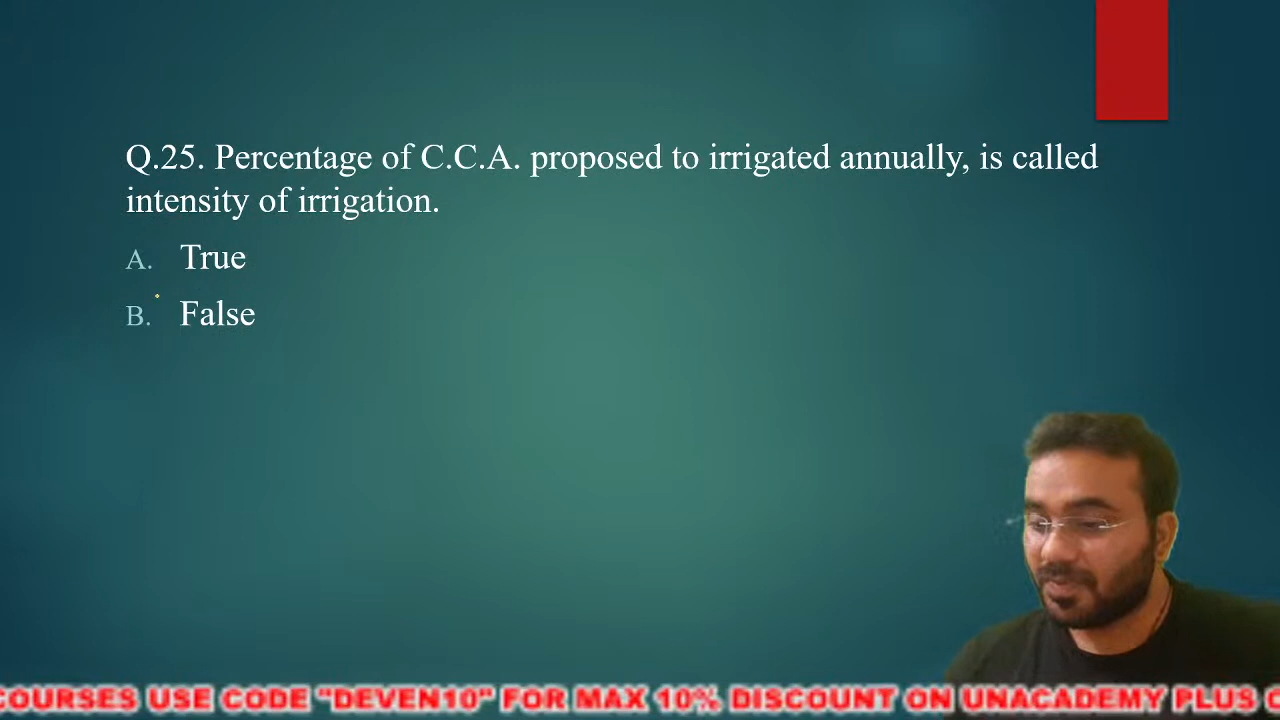 Q.25. Percentage of C.C.A. proposed to irrigated annually, is called
intensity of irrigation.
A. True
B. False
COURSES USE CODE "DEVEN10" FOR MAX 10% DISCOUNT ON UNACADEMY PLUS